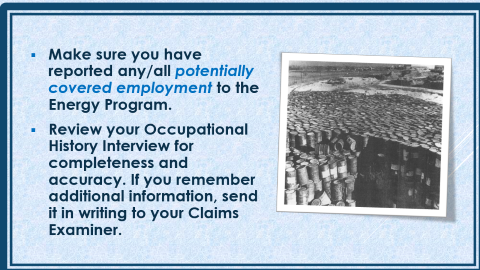 Make sure you have
reported any/all potentially
covered employment to the
Energy Program.
Review your Occupational
History Interview for
completeness and
accuracy. If you remember
additional information, send
it in writing to your Claims
Examiner.